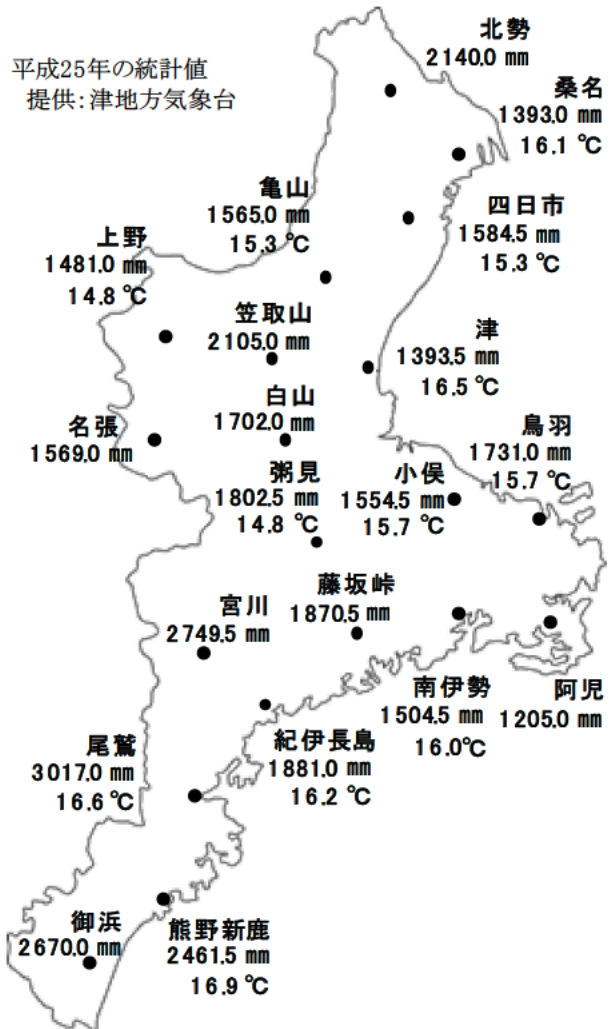 平成25年の統計値
提供:津地方気象台
北勢
2140.0 mm
桑名
1393.0 mm
16.1 ℃
亀山
1565.0 mm
15.3 ℃
四日市
1584.5 mm
15.3 ℃
上野
1481.0 mm
14.8 ℃
笠取山
2105.0 mm
津
1393.5 mm
16.5 ℃
白山
1702.0 mm
名張
1569.0 mm
鳥羽
1731.0 mm
15.7 ℃
粥見
1802.5 mm
14.8 ℃
小俣
1554.5 mm
15.7 ℃
藤坂峠
1870.5 mm
宮川
2749.5 mm
南伊勢
1504.5 mm
16.0℃
阿児
1205.0 mm
紀伊長島
1881.0 mm
16.2 ℃
尾鷲
3017.0 mm
16.6 ℃
御浜
2670.0 mm
熊野新鹿
2461.5 mm
16.9 ℃